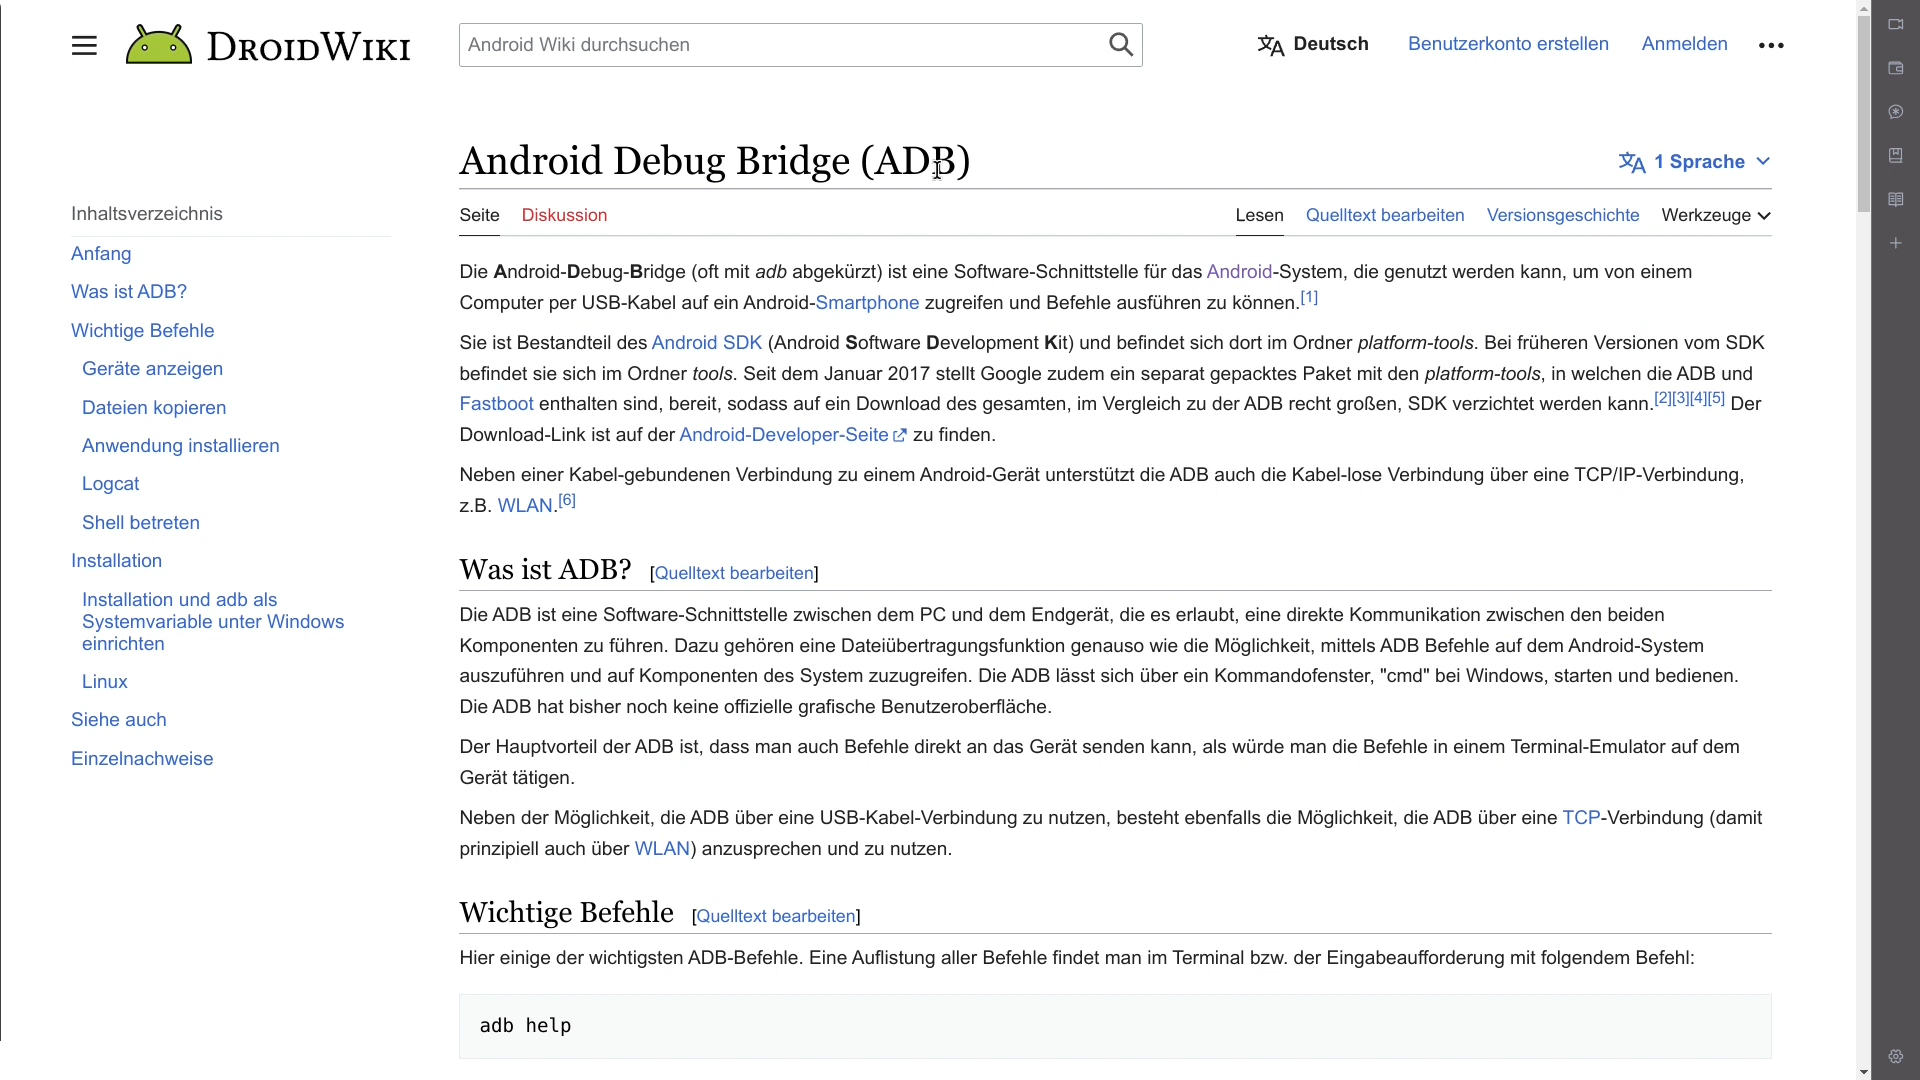 DROIDWIKI
Android Wiki durchsuchen
Deutsch
Benutzerkonto erstellen
Anmelden
Android Debug Bridge (ADB)
1 Sprache
Inhaltsverzeichnis
Anfang
Was ist ADB?
Wichtige Befehle
Geräte anzeigen
Dateien kopieren
Anwendung installieren
Logcat
Shell betreten
Installation
Installation und adb als
Systemvariable unter Windows
einrichten
Linux
Siehe auch
Einzelnachweise
Seite
Diskussion
Lesen
Quelltext bearbeiten
Versionsgeschichte
Werkzeuge
Die Android-Debug-Bridge (oft mit adb abgekürzt) ist eine Software-Schnittstelle für das Android-System, die genutzt werden kann, um von einem
Computer per USB-Kabel auf ein Android-Smartphone zugreifen und Befehle ausführen zu können.[1]
Sie ist Bestandteil des Android SDK (Android Software Development Kit) und befindet sich dort im Ordner platform-tools. Bei früheren Versionen vom SDK
befindet sie sich im Ordner tools. Seit dem Januar 2017 stellt Google zudem ein separat gepacktes Paket mit den platform-tools, in welchen die ADB und
Fastboot enthalten sind, bereit, sodass auf ein Download des gesamten, im Vergleich zu der ADB recht großen, SDK verzichtet werden kann.[2][3][4][5] Der
Download-Link ist auf der Android-Developer-Seite zu finden.
Neben einer Kabel-gebundenen Verbindung zu einem Android-Gerät unterstützt die ADB auch die Kabel-lose Verbindung über eine TCP/IP-Verbindung,
z.B. WLAN.[6]
Was ist ADB? [Quelltext bearbeiten]
Die ADB ist eine Software-Schnittstelle zwischen dem PC und dem Endgerät, die es erlaubt, eine direkte Kommunikation zwischen den beiden
Komponenten zu führen. Dazu gehören eine Dateiübertragungsfunktion genauso wie die Möglichkeit, mittels ADB Befehle auf dem Android-System
auszuführen und auf Komponenten des System zuzugreifen. Die ADB lässt sich über ein Kommandofenster, "cmd" bei Windows, starten und bedienen.
Die ADB hat bisher noch keine offizielle grafische Benutzeroberfläche.
Der Hauptvorteil der ADB ist, dass man auch Befehle direkt an das Gerät senden kann, als würde man die Befehle in einem Terminal-Emulator auf dem
Gerät tätigen.
Neben der Möglichkeit, die ADB über eine USB-Kabel-Verbindung zu nutzen, besteht ebenfalls die Möglichkeit, die ADB über eine TCP-Verbindung (damit
prinzipiell auch über WLAN) anzusprechen und zu nutzen.
Wichtige Befehle [Quelltext bearbeiten]
Hier einige der wichtigsten ADB-Befehle. Eine Auflistung aller Befehle findet man im Terminal bzw. der Eingabeaufforderung mit folgendem Befehl:
adb help